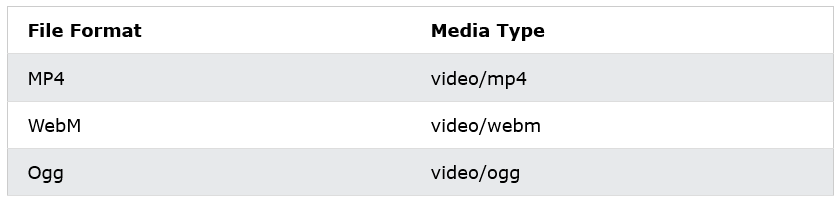 File Format Media Type
MP4 video/mp4
WebM video/webm
Ogg video/ogg